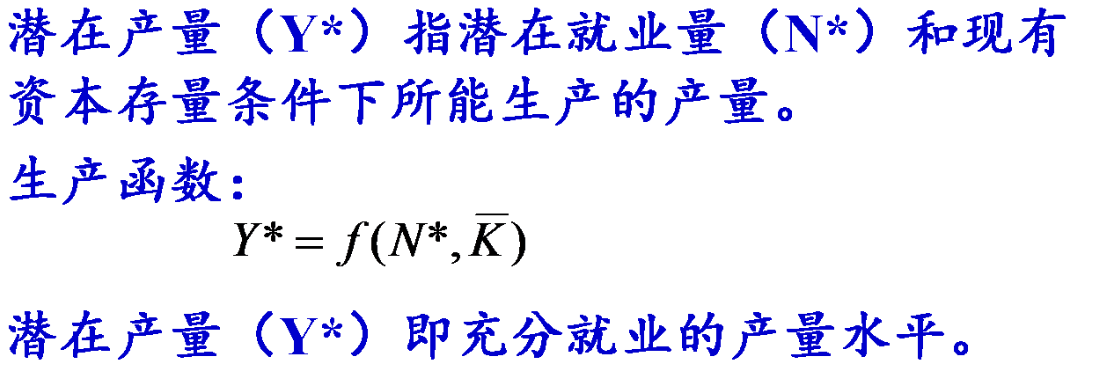 潜在产量（Y*）指潜在就业量（N*）和现有
资本存量条件下所能生产的产量。
生产函数：
Y* = f(N*, K̅)
潜在产量（Y*）即充分就业的产量水平。